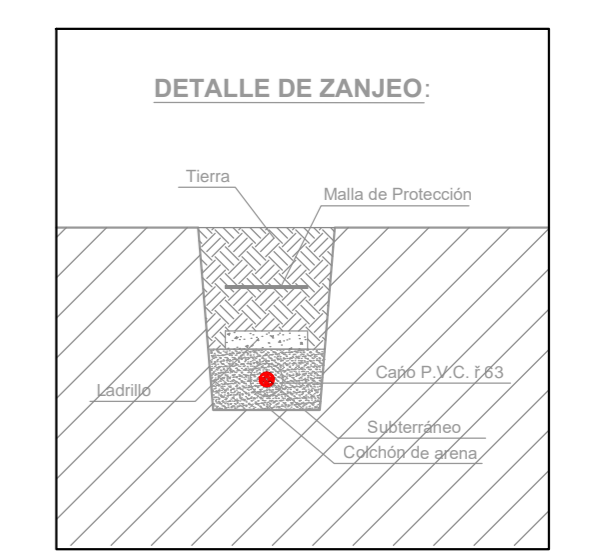 DETALLE DE ZANJEO:
Tierra
Malla de Protección
Caño P.V.C. ř 63
Ladrillo
Subterráneo
Colchón de arena